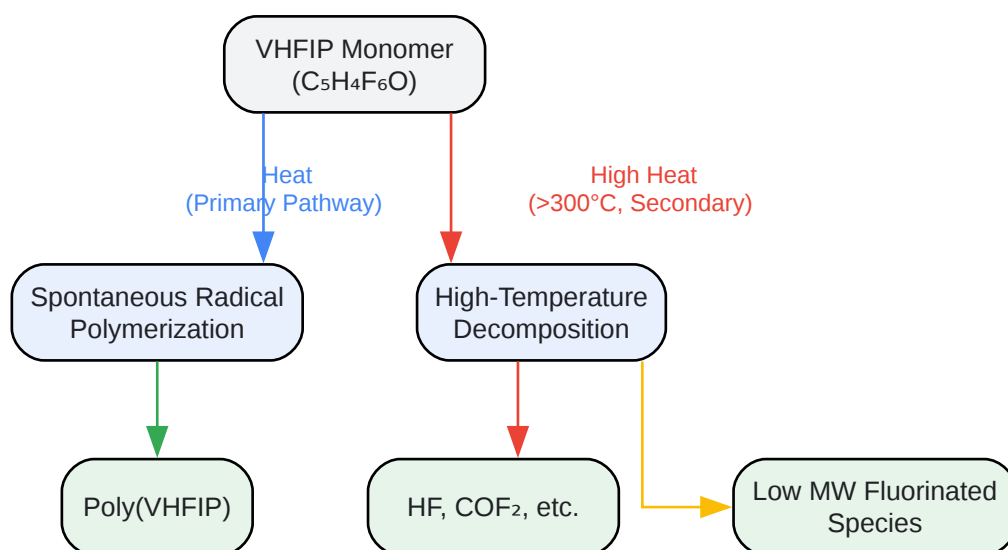 VHFIP Monomer
(C₅H₄F₆O)
Heat
(Primary Pathway)
High Heat
(>300°C, Secondary)
Spontaneous Radical
Polymerization
High-Temperature
Decomposition
Poly(VHFIP)
HF, COF₂, etc.
Low MW Fluorinated
Species